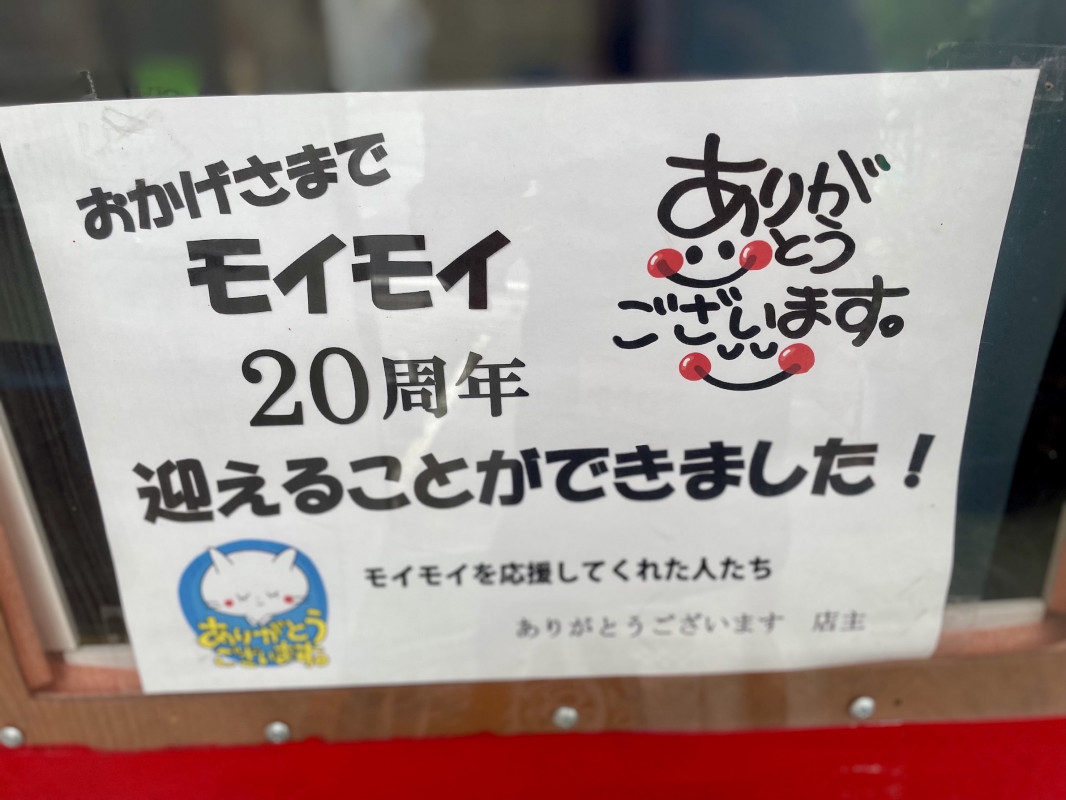 おかげさまで
モイモイ
20周年
迎えることができました!
ありが
とう
ございます。
モイモイを応援してくれた人たち
ありがとうございます 店主
ありがとう
ございます。